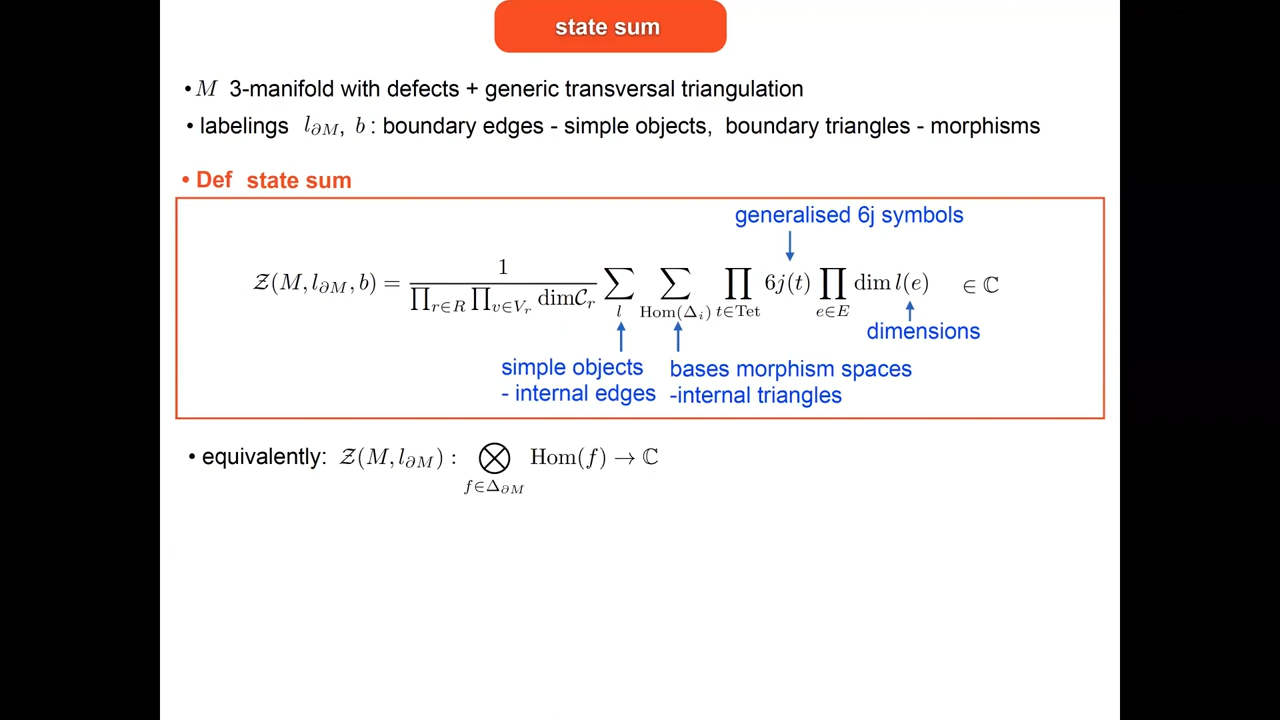 state sum
• M 3-manifold with defects + generic transversal triangulation
• labelings l_{∂M}, b : boundary edges - simple objects, boundary triangles - morphisms
• Def state sum
generalised 6j symbols
𝒵(M, l_{∂M}, b) = \frac{1}{∏_{r∈R} ∏_{v∈V_r} dim𝒞_r} ∑_{l} ∑_{Hom(Δ_i)} ∏_{t∈Tet} 6j(t) ∏_{e∈E} dim l(e) ∈ ℂ
dimensions
simple objects
- internal edges
bases morphism spaces
-internal triangles
• equivalently: 𝒵(M, l_{∂M}) : ⨂_{f∈Δ_{∂M}} Hom(f) → ℂ